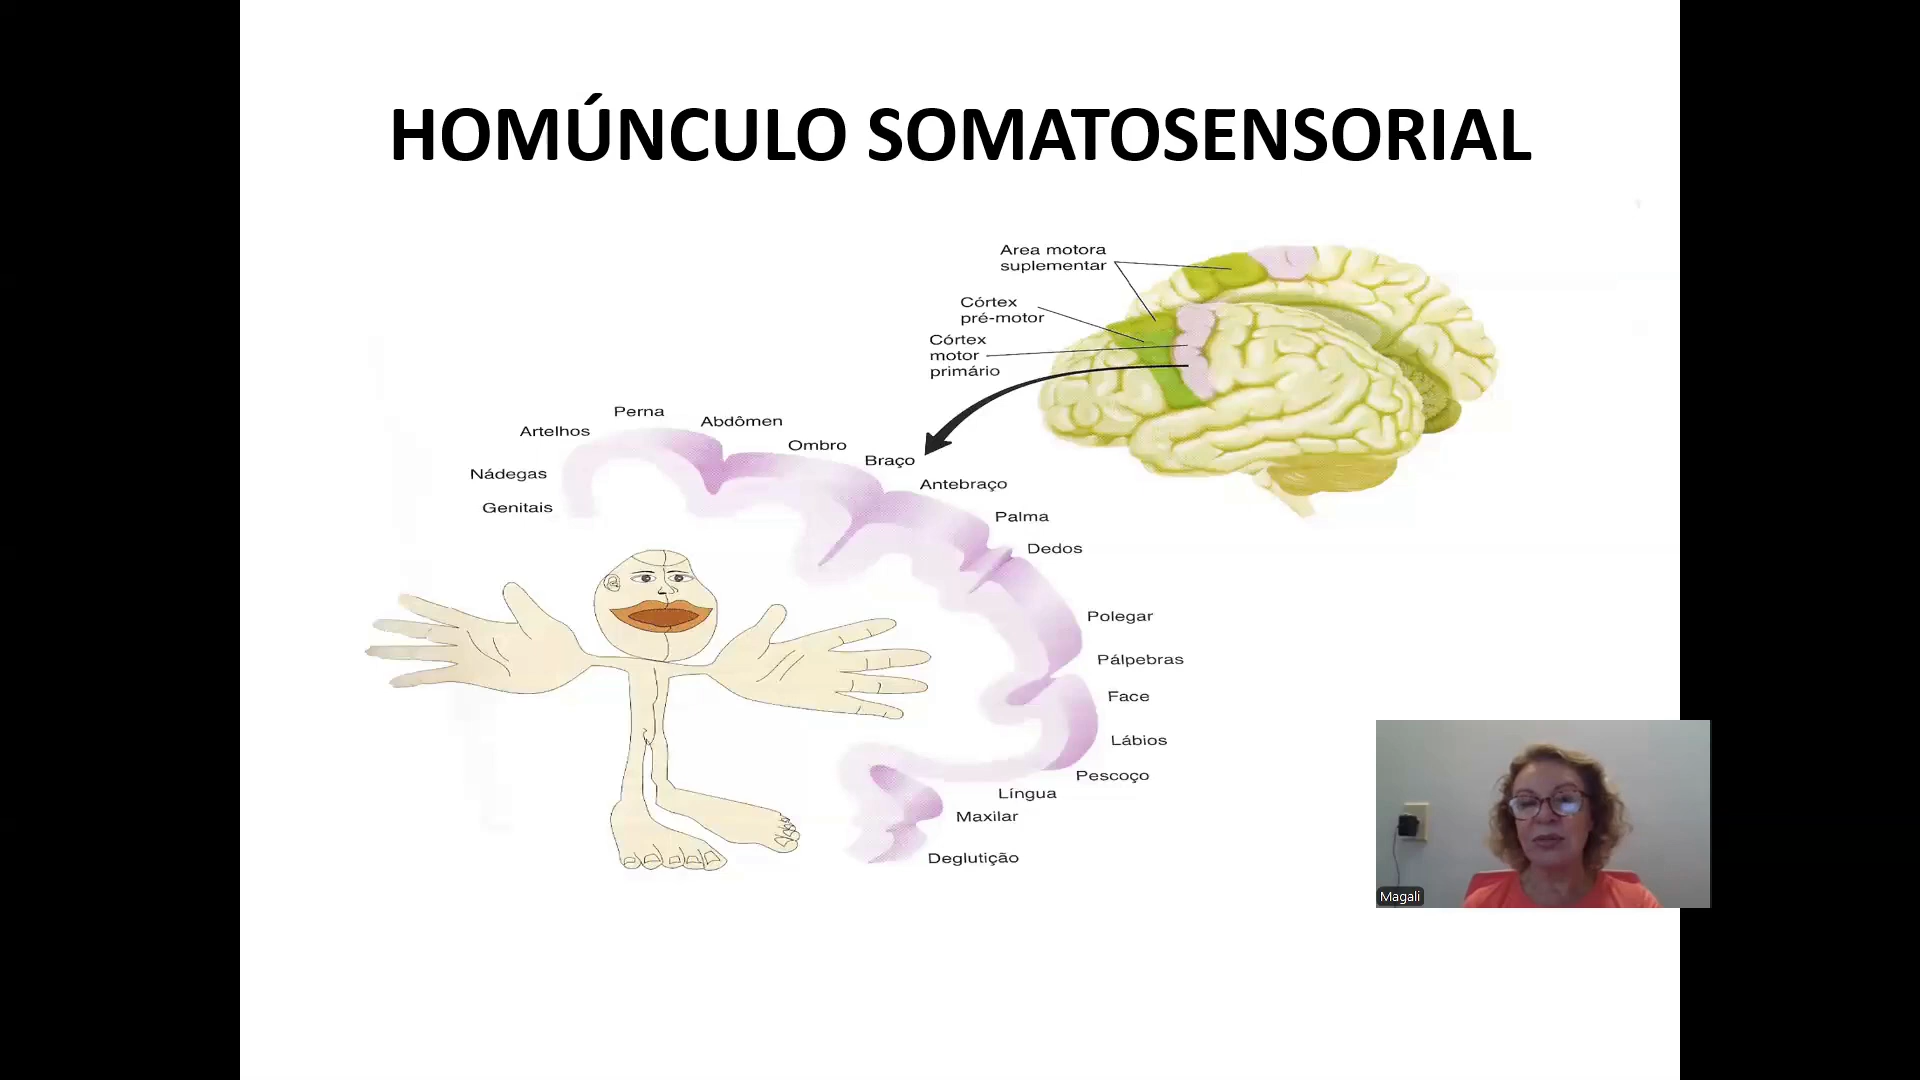 HOMÚNCULO SOMATOSENSORIAL
Area motora
suplementar
Córtex
pré-motor
Córtex
motor
primário
Perna
Abdômen
Artelhos
Ombro
Braço
Nádegas
Antebraço
Genitais
Palma
Dedos
Polegar
Pálpebras
Face
Lábios
Pescoço
Língua
Maxilar
Deglutição
Magali